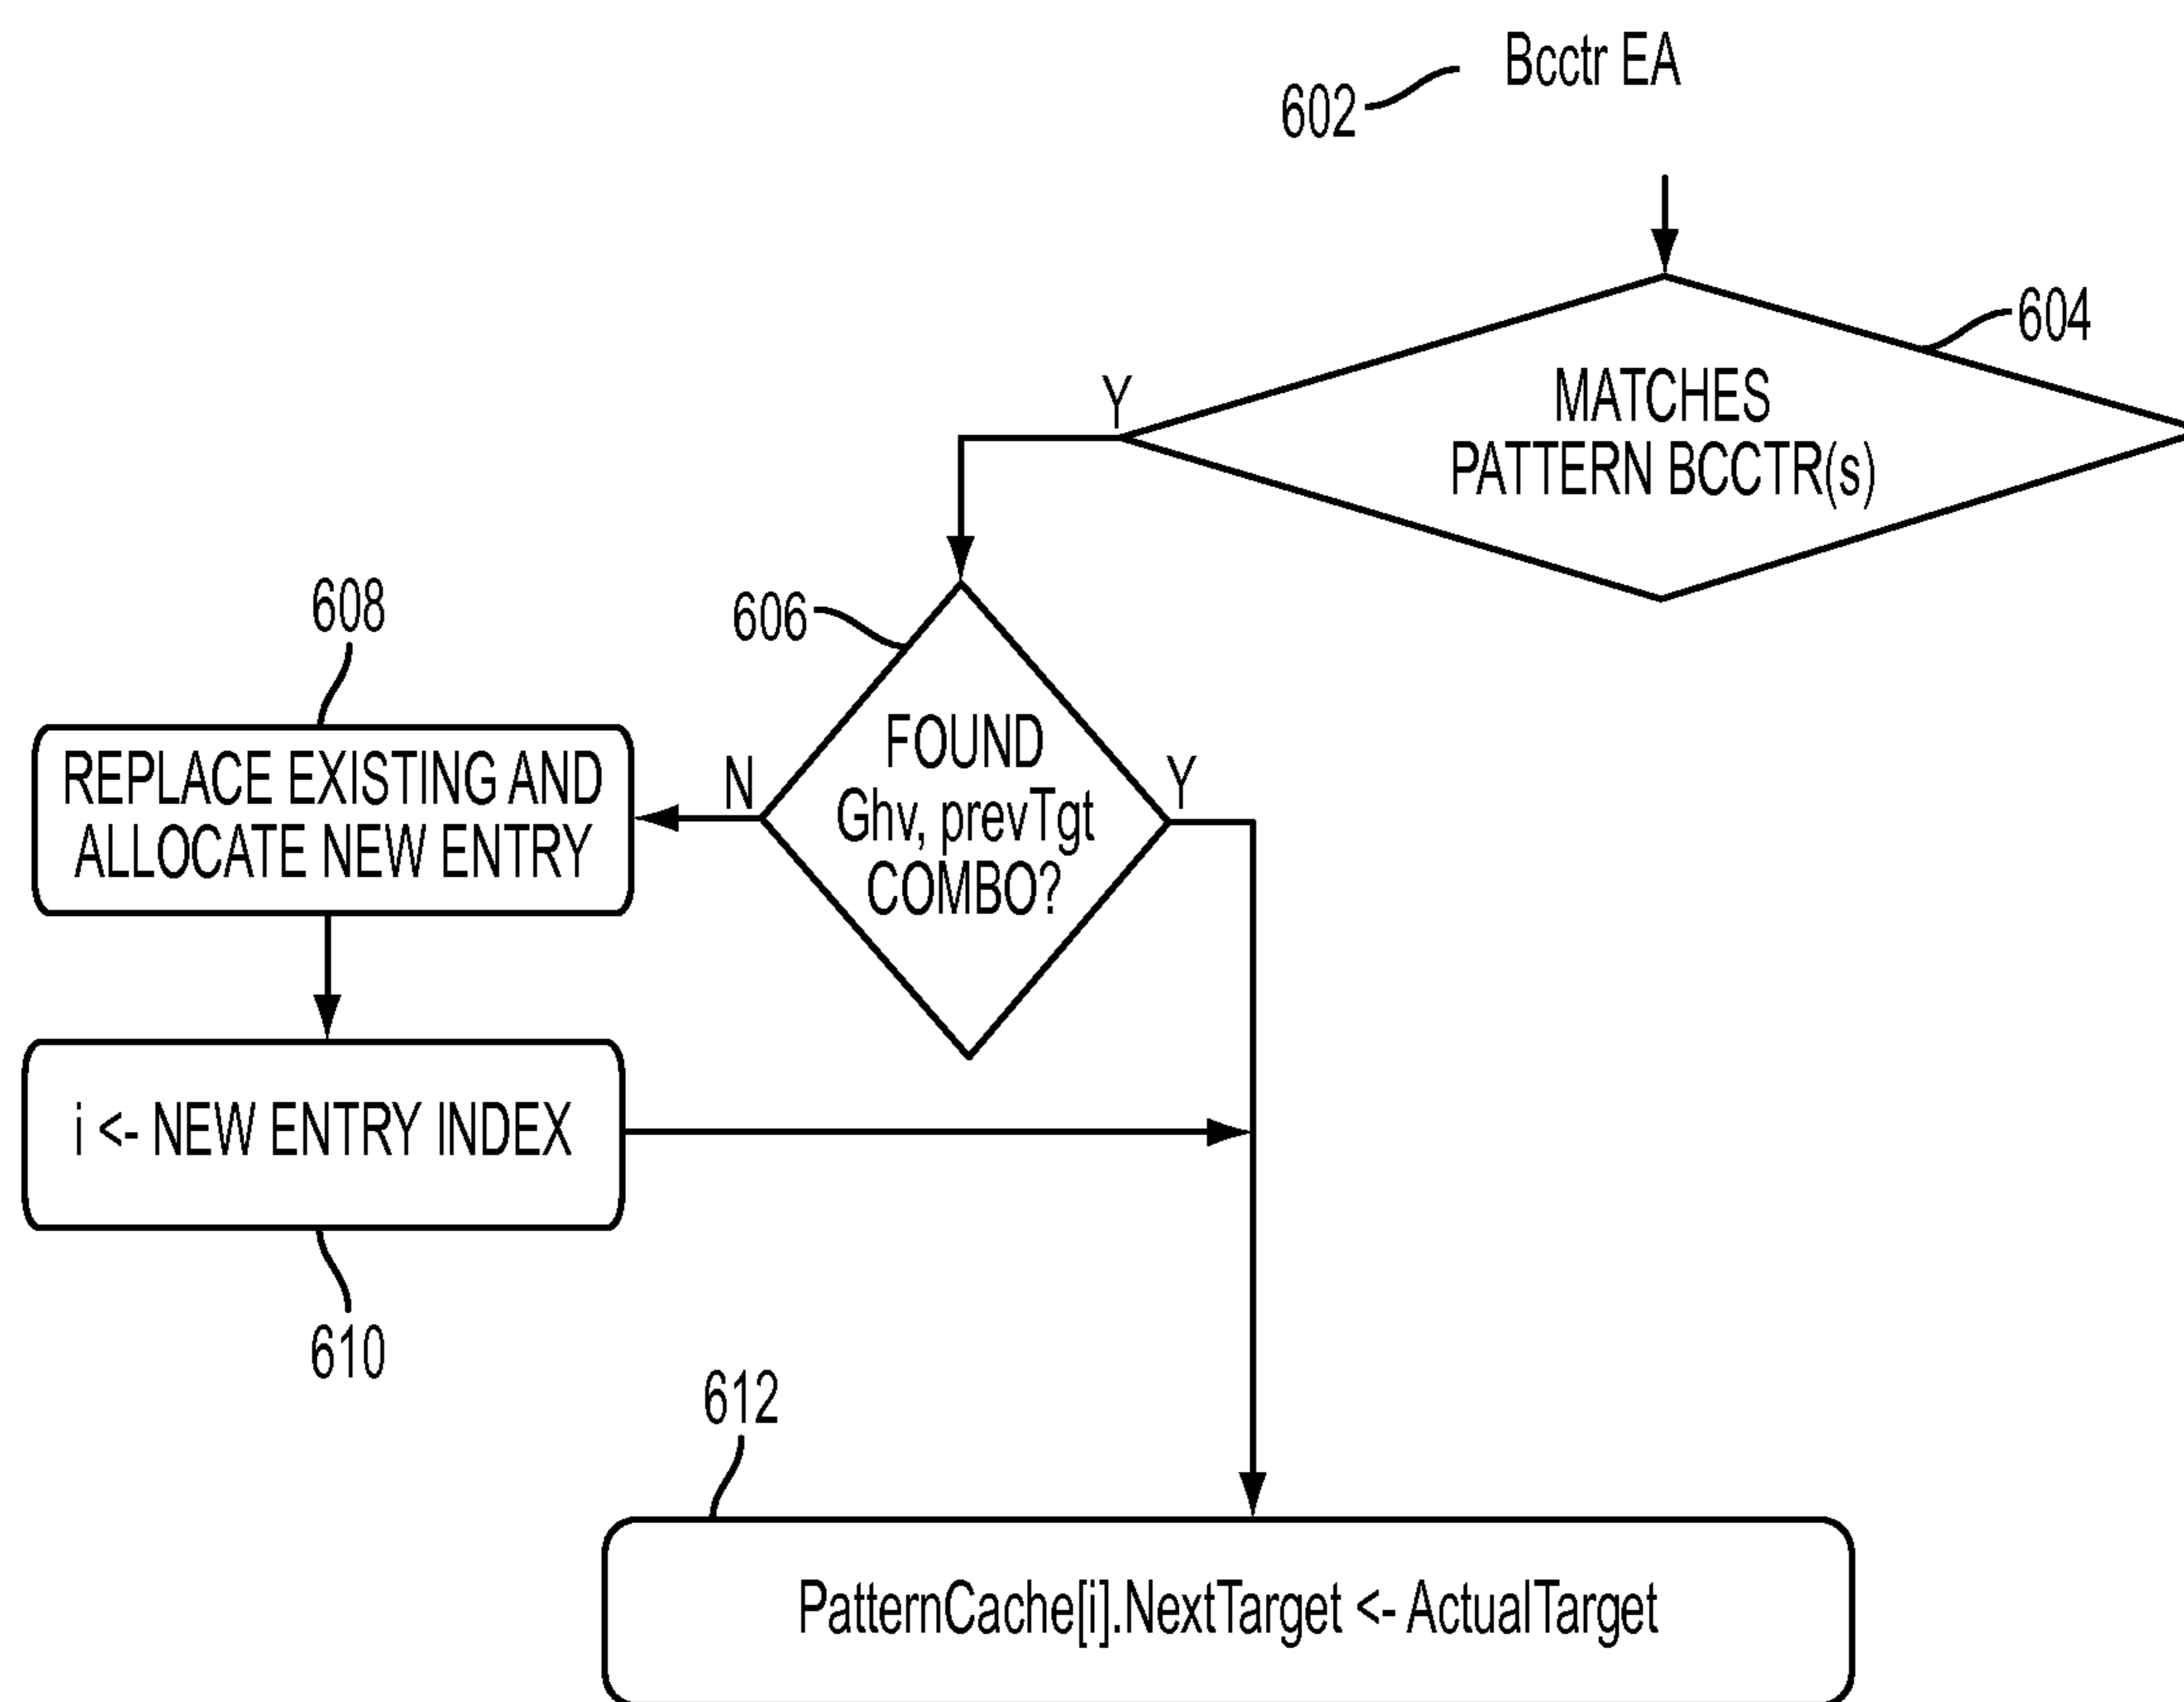 Bcctr EA
602
604
MATCHES
PATTERN BCCTR(s)
Y
606
608
FOUND
Ghv, prevTgt
COMBO?
N
Y
REPLACE EXISTING AND
ALLOCATE NEW ENTRY
i <- NEW ENTRY INDEX
610
612
PatternCache[i].NextTarget <- ActualTarget